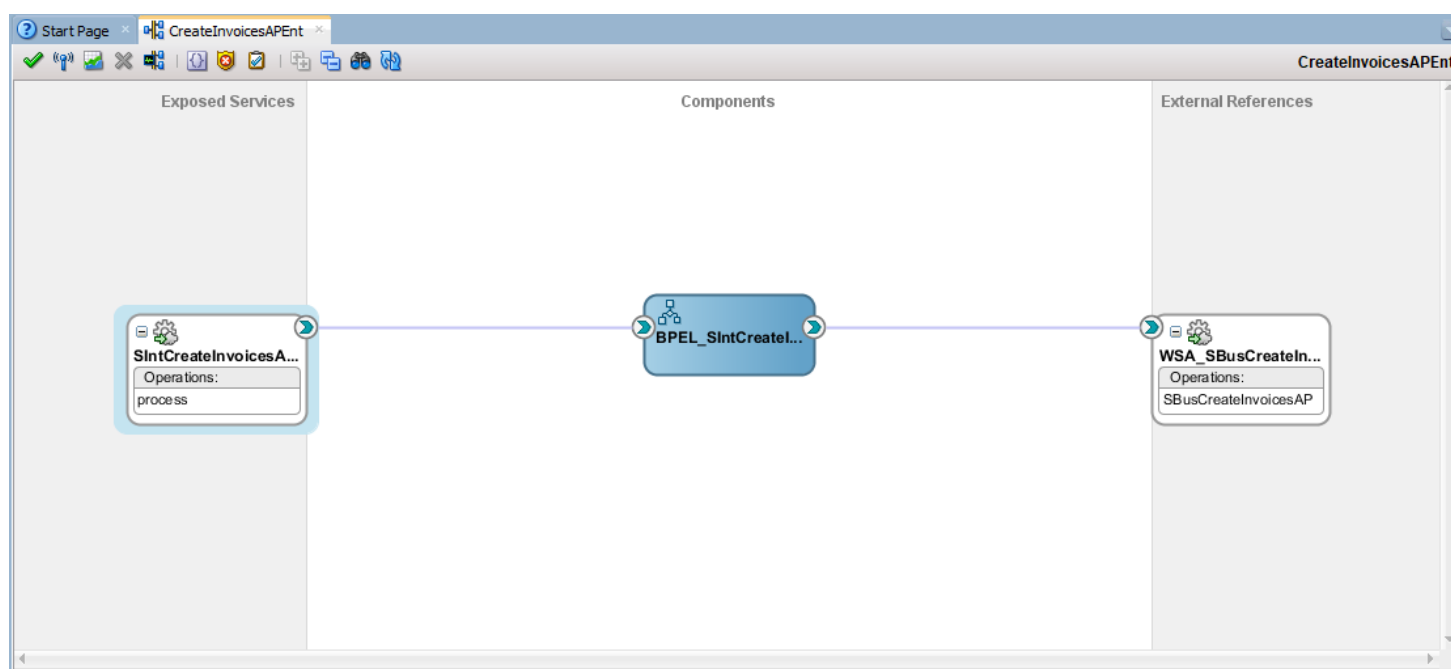 Start Page
CreateInvoicesAPEnt
CreateInvoicesAPEnt
Exposed Services
Components
External References
SIntCreateInvoicesA...
Operations:
process
BPEL_SIntCreateI...
WSA_SBusCreateIn...
Operations:
SBusCreateInvoicesAP